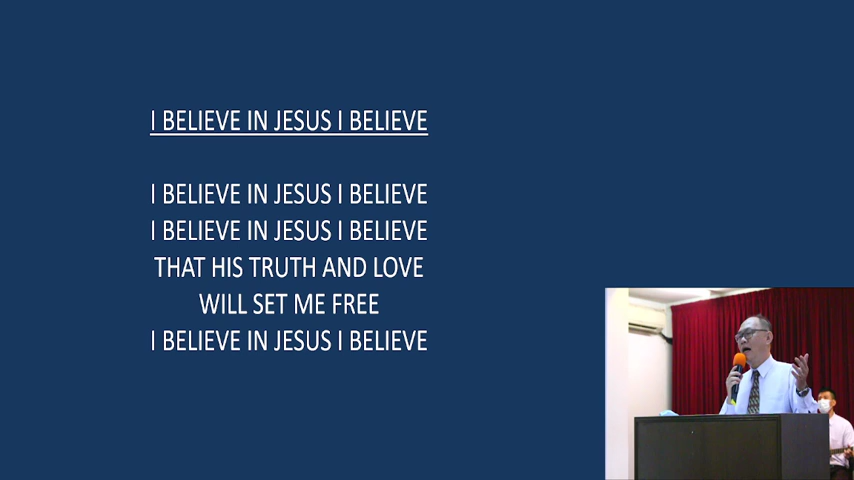 I BELIEVE IN JESUS I BELIEVE
I BELIEVE IN JESUS I BELIEVE
I BELIEVE IN JESUS I BELIEVE
THAT HIS TRUTH AND LOVE
WILL SET ME FREE
I BELIEVE IN JESUS I BELIEVE